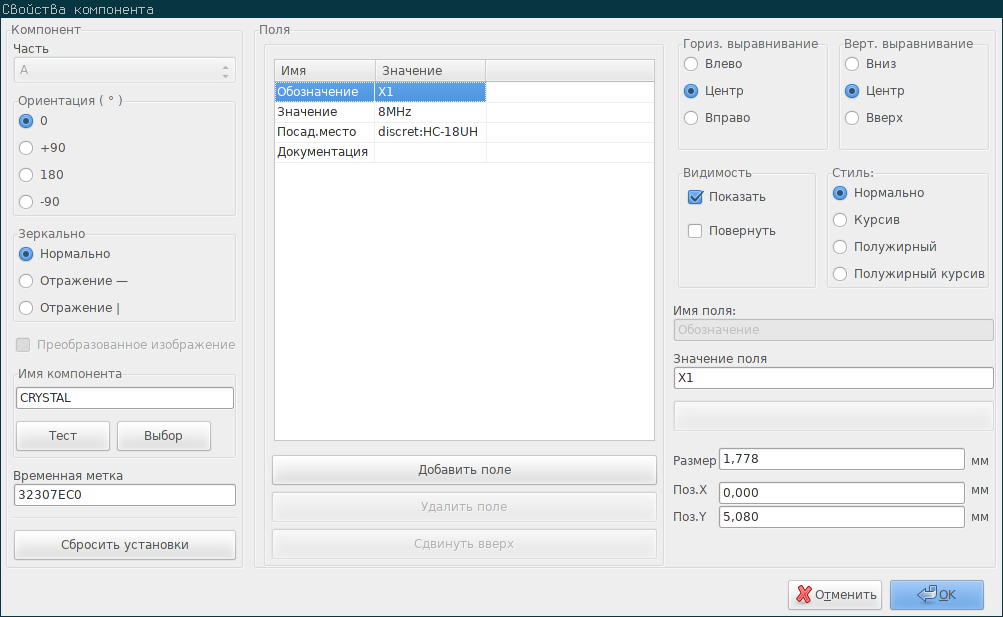 Свойства компонента
Компонент
Часть
A
Ориентация ( ° )
0
+90
180
-90
Зеркально
Нормально
Отражение —
Отражение |
Преобразованное изображение
Имя компонента
CRYSTAL
Тест Выбор
Временная метка
32307EC0
Сбросить установки
Поля
Имя Значение
Обозначение X1
Значение 8MHz
Посад.место discret:HC-18UH
Документация
Добавить поле
Удалить поле
Сдвинуть вверх
Гориз. выравнивание
Влево
Центр
Вправо
Верт. выравнивание
Вниз
Центр
Вверх
Видимость
Показать
Повернуть
Стиль:
Нормально
Курсив
Полужирный
Полужирный курсив
Имя поля:
Обозначение
Значение поля
X1
Размер 1,778 мм
Поз.X 0,000 мм
Поз.Y 5,080 мм
Отменить OK